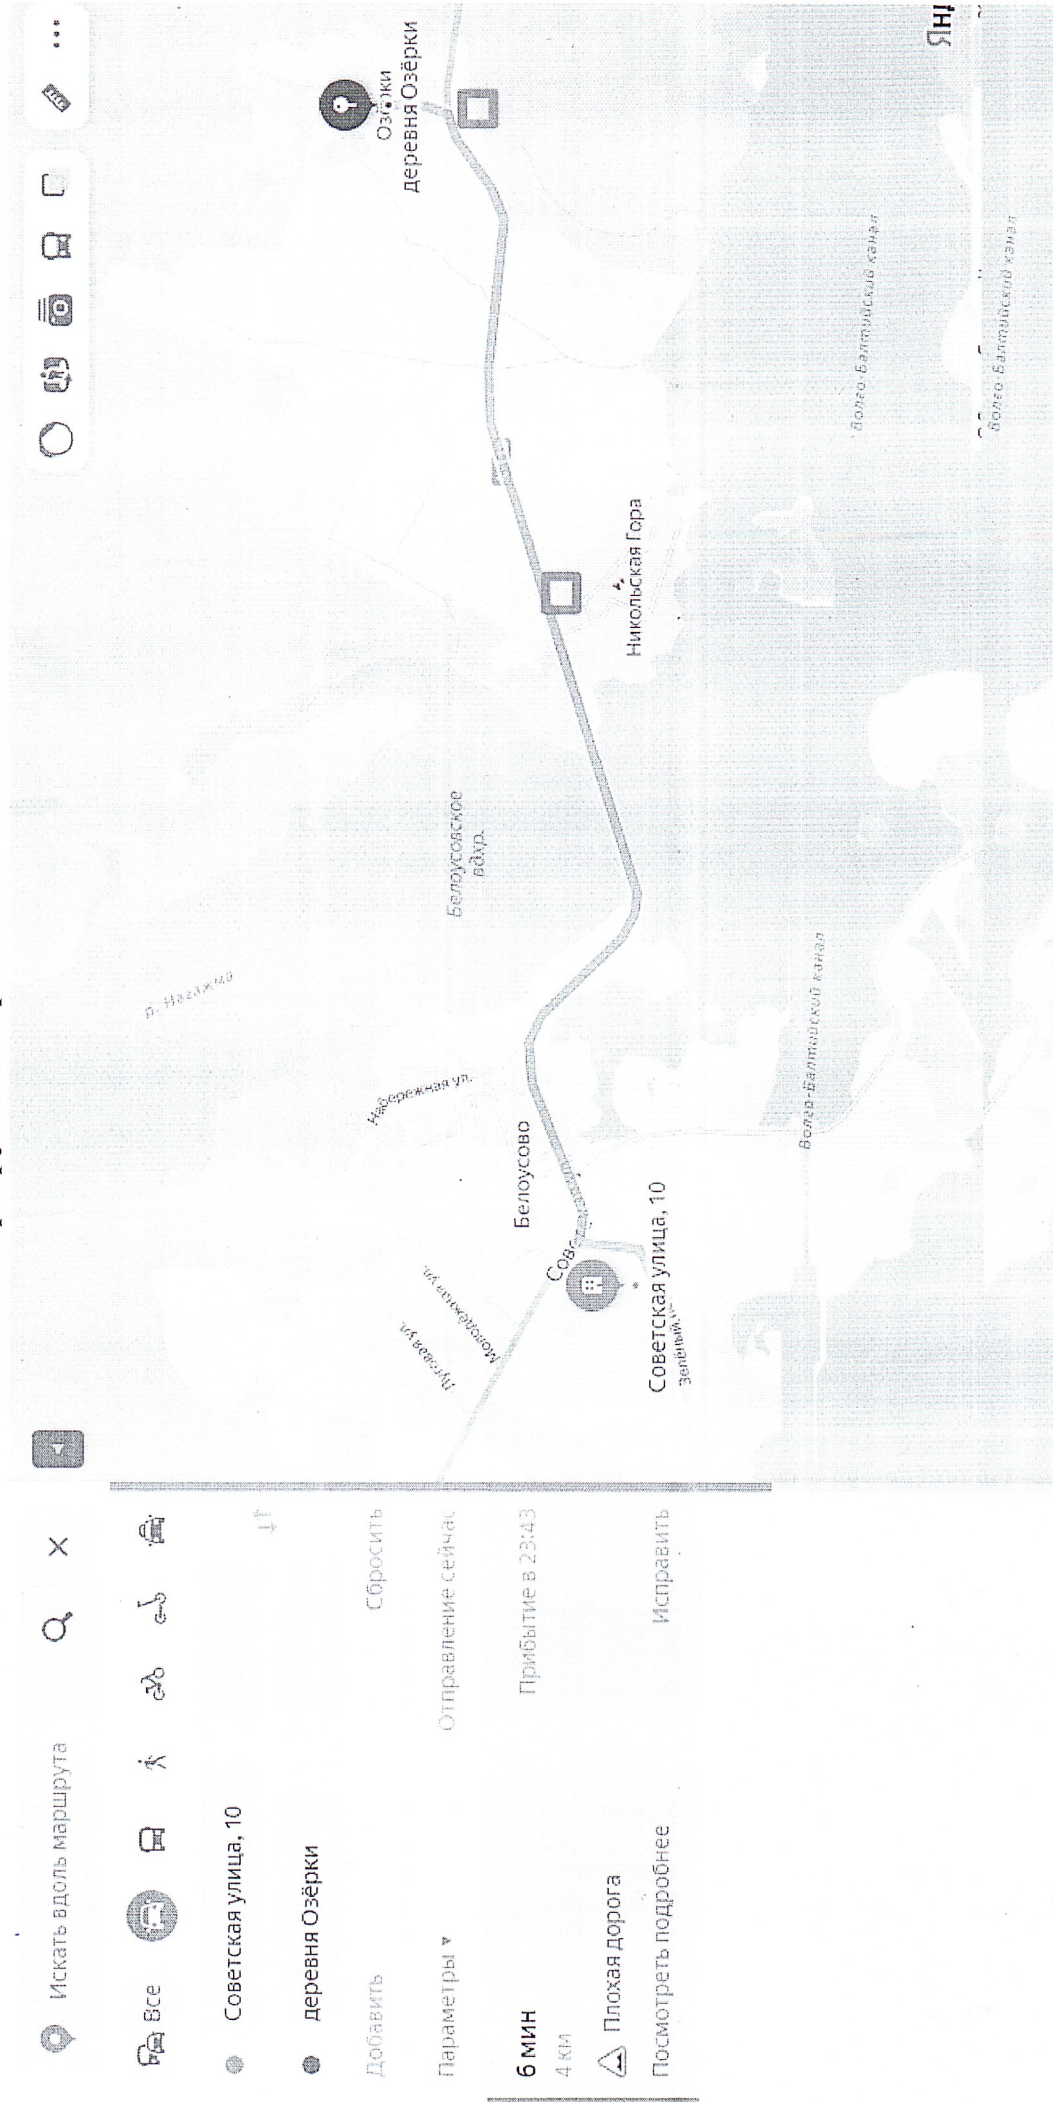 Искать вдоль маршрута
Все
Советская улица, 10
деревня Озёрки
Добавить
Сбросить
Параметры
Отправление сейчас
6 мин
Прибытие в 23:43
4 км
Плохая дорога
Посмотреть подробнее
Исправить
р. Нагажма
Озёрки
деревня Озёрки
Набережная ул.
Луговая ул.
Молодёжная ул.
Белоусовское
вдхр.
Белоусово
Сов
Никольская Гора
Советская улица, 10
Волго-Балтийский канал
Волго-Балтийский канал
Волго-Балтийский канал